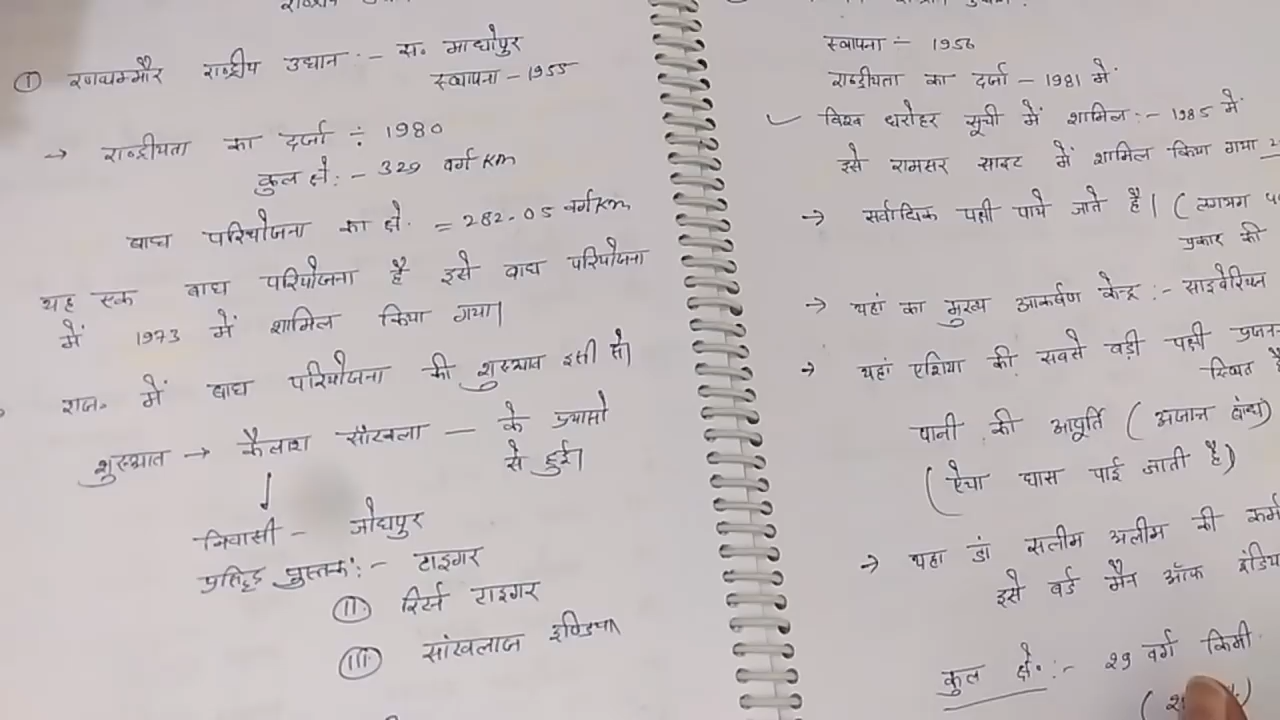 ① रणथम्भौर राष्ट्रीय उधान :- स. माधोपुर
स्थापना - 1955
→ राष्ट्रीयता का दर्जा ÷ 1980
कुल क्षे. :- 329 वर्ग Km
बाघ परियोजना का क्षे. = 282.05 वर्ग Km
यह एक बाघ परियोजना है इसे बाघ परियोजना
में 1973 में शामिल किया गया|
राज. में बाघ परियोजना की शुरुआत इसी से|
शुरुआत → कैलाश सांखला — के प्रयासो
से हुई|
निवासी - जोधपुर
प्रसिद्ध पुस्तक :- टाइगर
(II) रिर्टन टाइगर
(III) सांखलाज इण्डिया
स्थापना :- 1956
राष्ट्रीयता का दर्जा - 1981 में
विश्व धरोहर सूची में शामिल :- 1985 में
इसे रामसर साइट में शामिल किया गया
→ सर्वाधिक पक्षी पाये जाते है| ( लगभग
प्रकार की
→ यहां का मुख्य आकर्षण केन्द्र :- साइबेरियन
→ यहां एशिया की सबसे बड़ी पक्षी प्रजनन
स्थित है
पानी की आपूर्ति ( अजान बांध)
( ऐंचा घास पाई जाती है )
→ यहा डां सलीम अलीम की कर्म
इसे बर्ड मैन ऑफ इंडिया
कुल क्षे. :- 29 वर्ग किमी